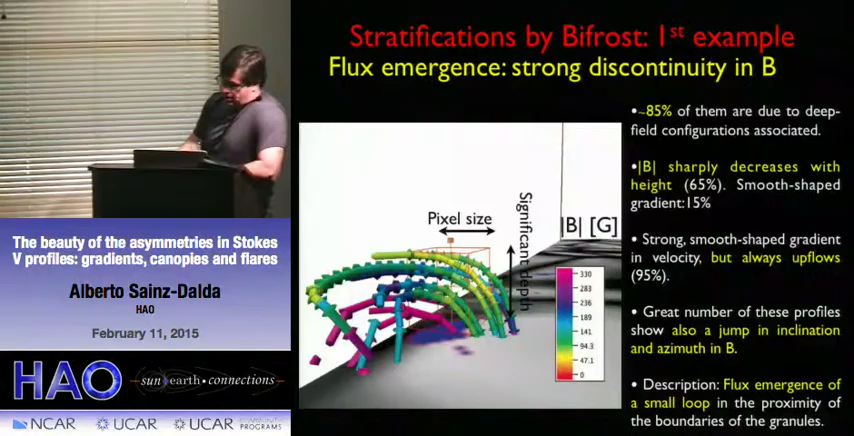 Stratifications by Bifrost: 1st example
Flux emergence: strong discontinuity in B
•~85% of them are due to deep-
field configurations associated.
•|B| sharply decreases with
height (65%). Smooth-shaped
gradient:15%
• Strong, smooth-shaped gradient
in velocity, but always upflows
(95%).
• Great number of these profiles
show also a jump in inclination
and azimuth in B.
• Description: Flux emergence of
a small loop in the proximity of
the boundaries of the granules.
Pixel size
Significant depth
|B| [G]
330
283
236
189
141
94.3
47.1
0
The beauty of the asymmetries in Stokes
V profiles: gradients, canopies and flares
Alberto Sainz-Dalda
HAO
February 11, 2015
HAO
sun earth • connections
NCAR
UCAR
UCAR COMMUNITY
PROGRAMS